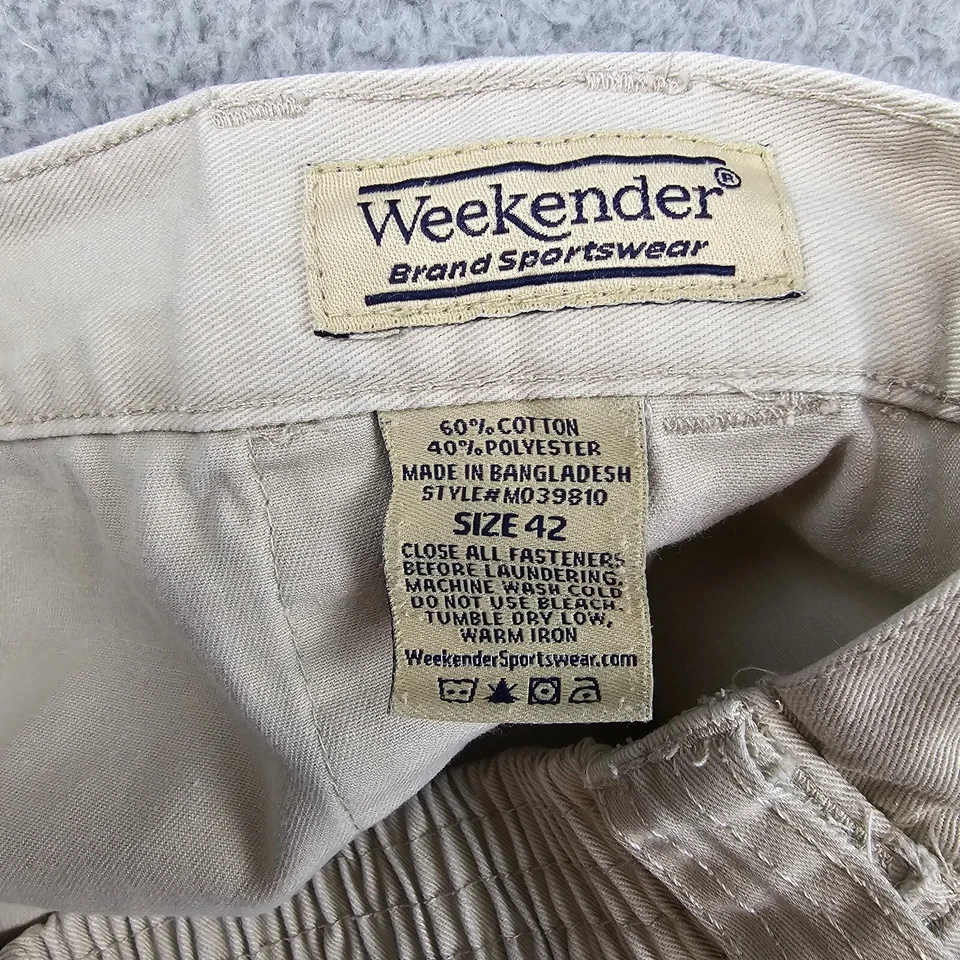 Weekender®
Brand Sportswear
60% COTTON
40% POLYESTER
MADE IN BANGLADESH
STYLE# M039810
SIZE 42
CLOSE ALL FASTENERS
BEFORE LAUNDERING,
MACHINE WASH COLD
DO NOT USE BLEACH.
TUMBLE DRY LOW,
WARM IRON
WeekenderSportswear.com